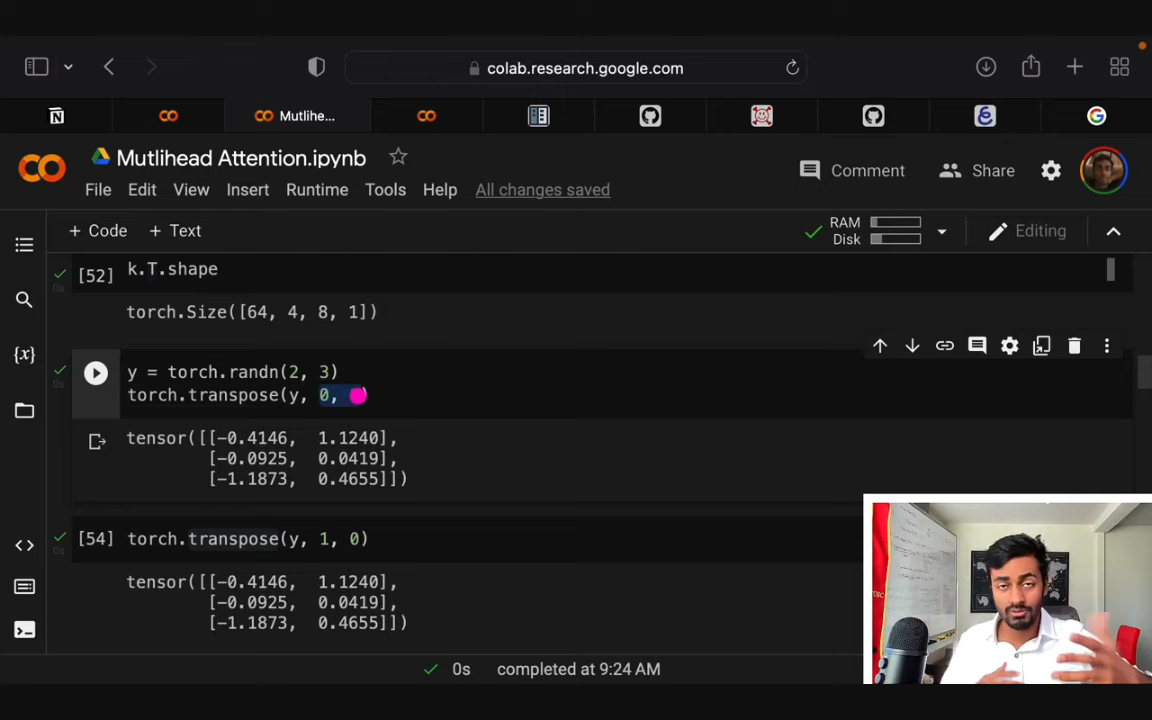 colab.research.google.com
Mutlihe...
Mutlihead Attention.ipynb
Comment
Share
File Edit View Insert Runtime Tools Help All changes saved
+ Code + Text
RAM
Disk
Editing
[52]
k.T.shape
0s
torch.Size([64, 4, 8, 1])
y = torch.randn(2, 3)
torch.transpose(y, 0, )
0s
tensor([[-0.4146, 1.1240],
[-0.0925, 0.0419],
[-1.1873, 0.4655]])
[54] torch.transpose(y, 1, 0)
0s
tensor([[-0.4146, 1.1240],
[-0.0925, 0.0419],
[-1.1873, 0.4655]])
0s completed at 9:24 AM